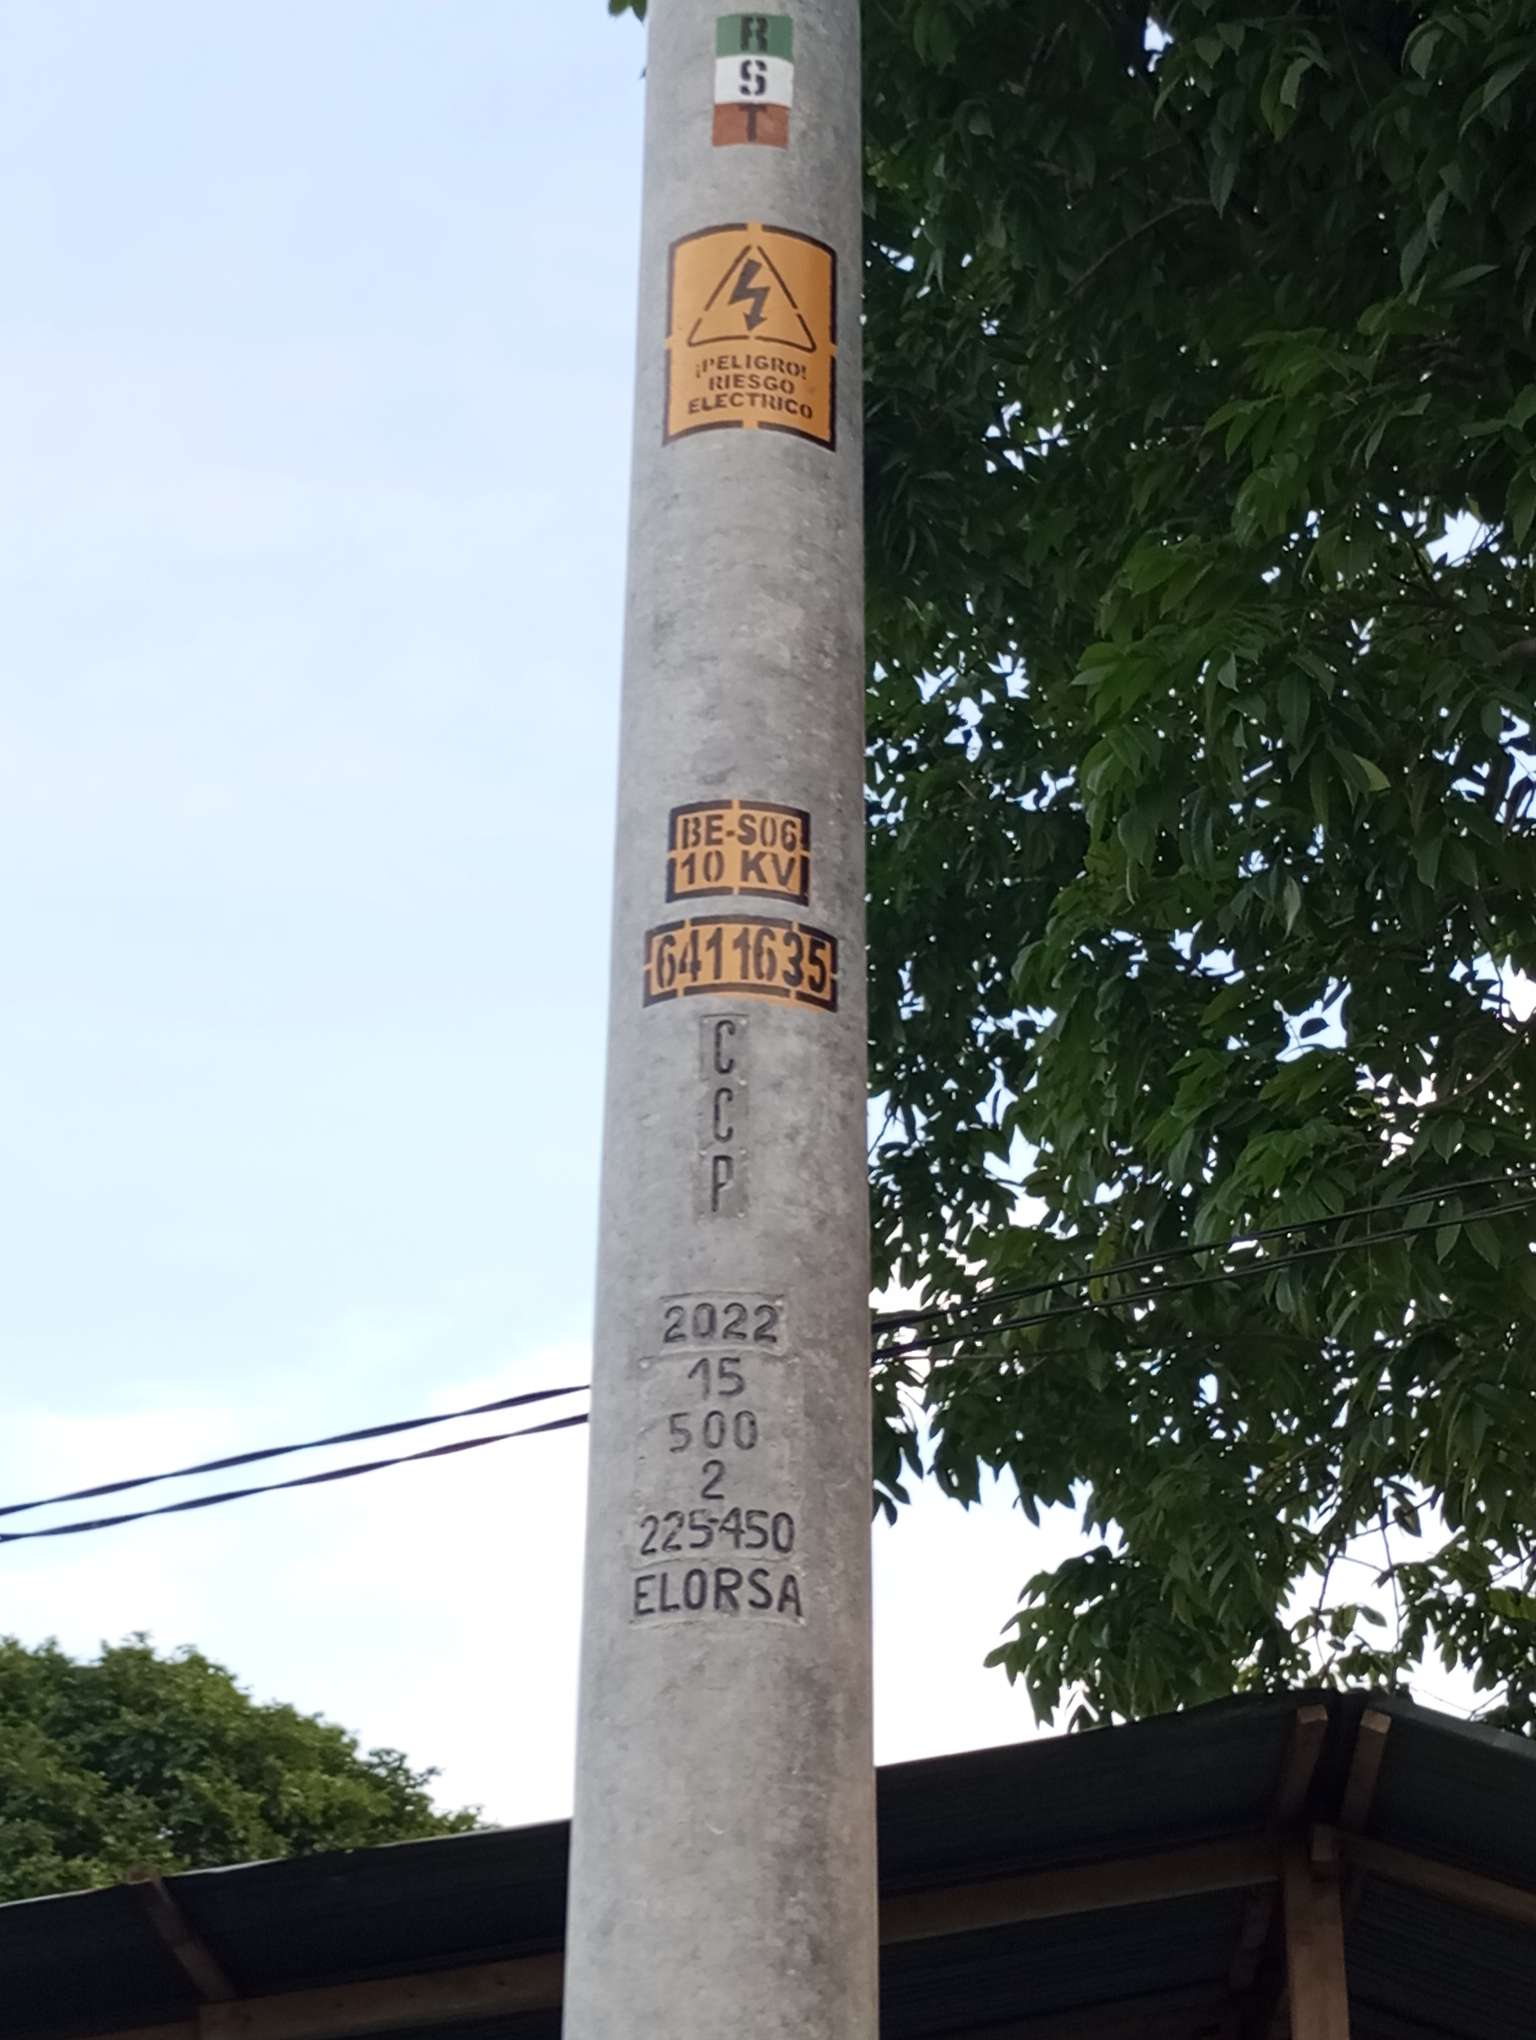 R
S
T
¡PELIGRO!
RIESGO
ELECTRICO
BE-S06
10 KV
6411635
C
C
P
2022
15
500
2
225-450
ELORSA